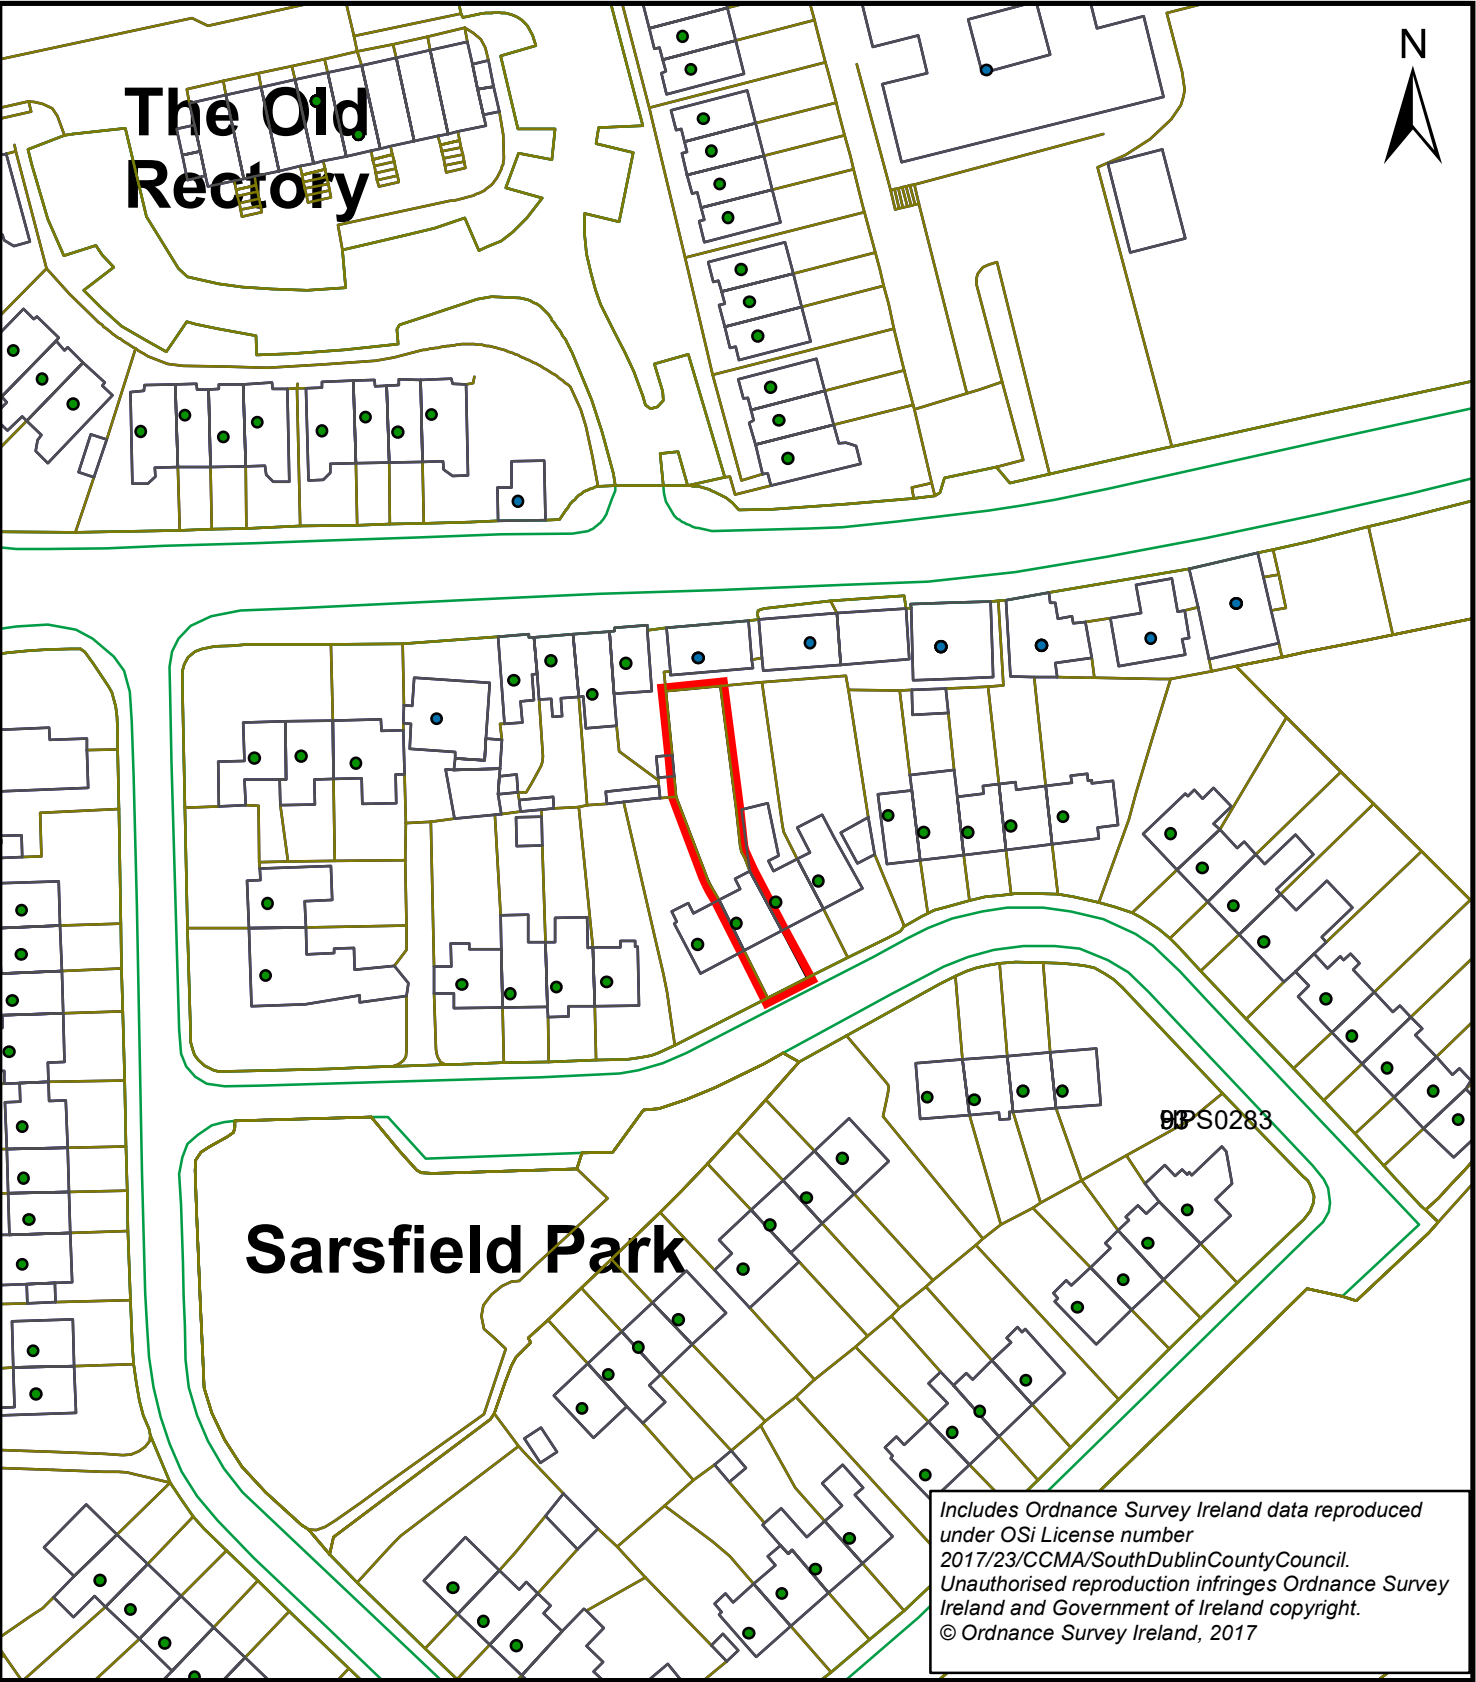 N
The Old
Rectory
PS0283
Sarsfield Park
Includes Ordnance Survey Ireland data reproduced
under OSi License number
2017/23/CCMA/SouthDublinCountyCouncil.
Unauthorised reproduction infringes Ordnance Survey
Ireland and Government of Ireland copyright.
© Ordnance Survey Ireland, 2017